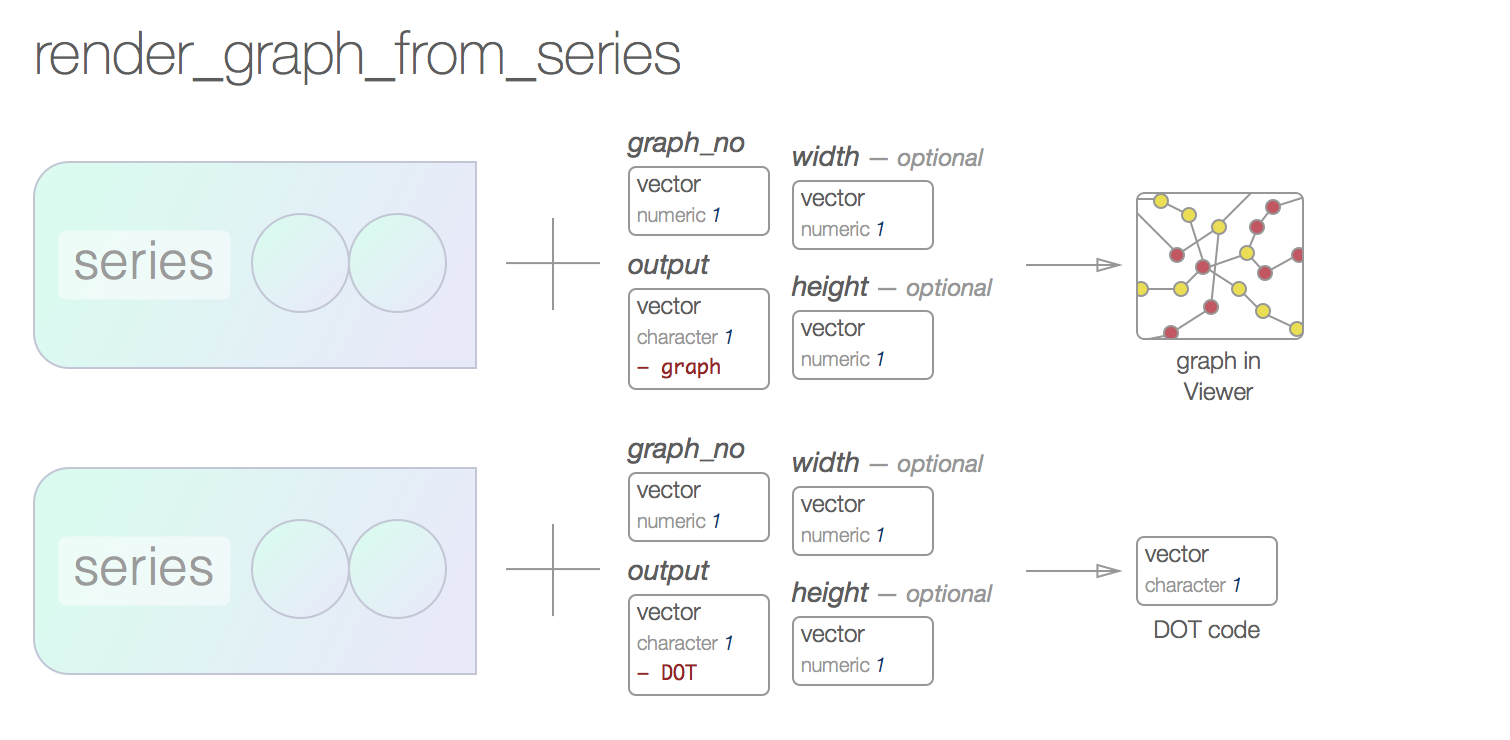 render_graph_from_series
series
graph_no
vector
numeric 1
output
vector
character 1
– graph
width — optional
vector
numeric 1
height — optional
vector
numeric 1
graph in
Viewer
series
graph_no
vector
numeric 1
output
vector
character 1
– DOT
width — optional
vector
numeric 1
height — optional
vector
numeric 1
vector
character 1
DOT code